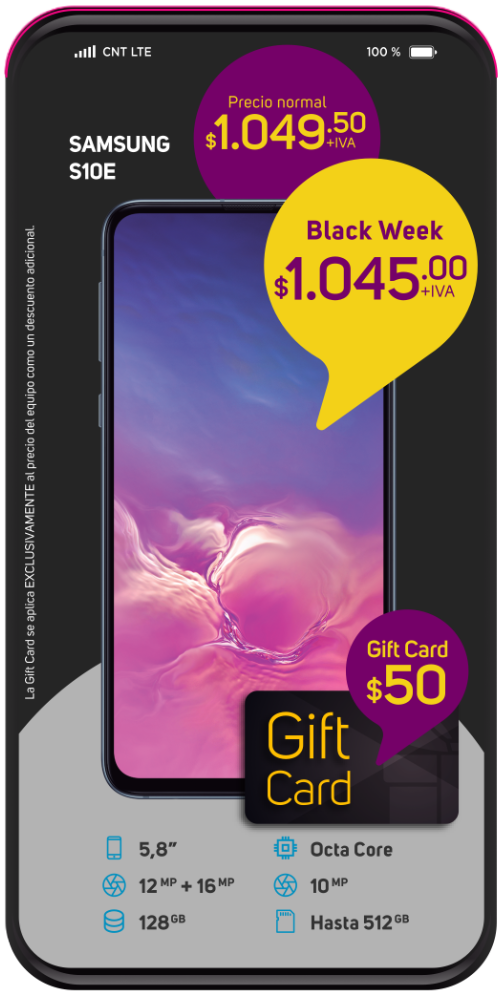 CNT LTE
100 %
Precio normal
$1.049.50
+IVA
SAMSUNG
S10E
Black Week
$1.045.00
+IVA
La Gift Card se aplica EXCLUSIVAMENTE al precio del equipo como un descuento adicional.
Gift Card
$50
Gift
Card
5,8”
Octa Core
12 MP + 16 MP
10 MP
128 GB
Hasta 512 GB